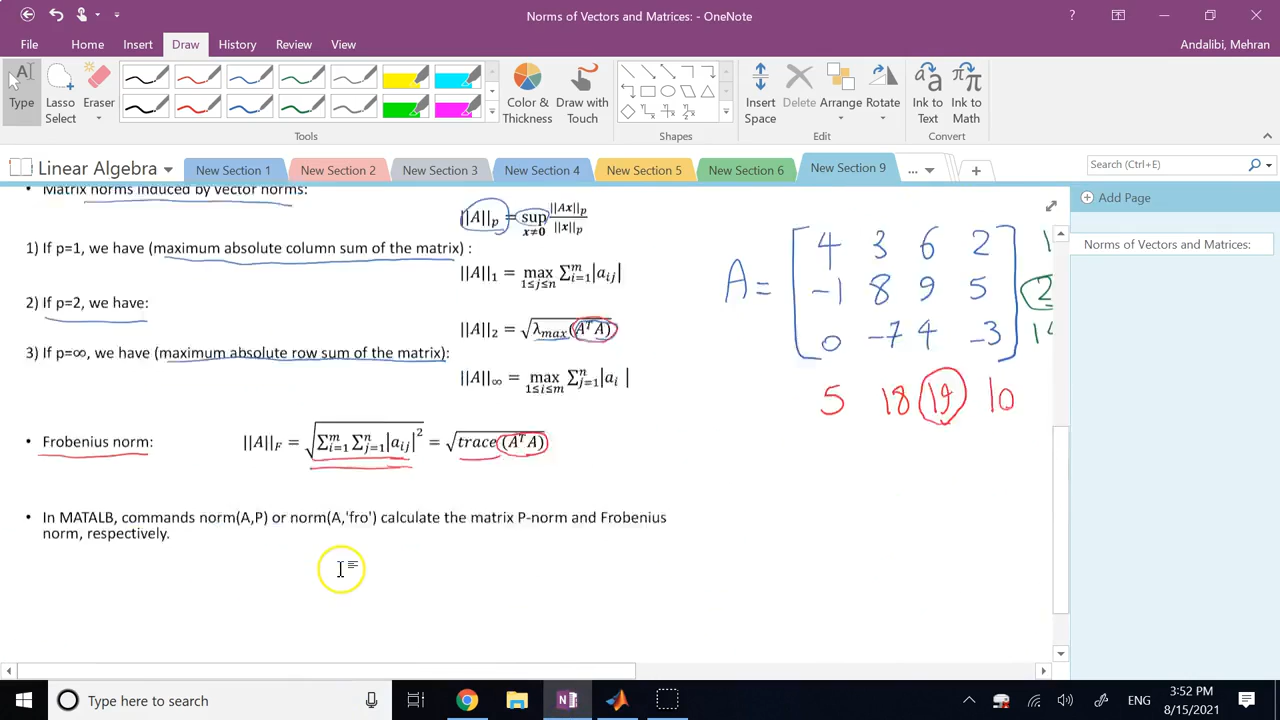 Norms of Vectors and Matrices: - OneNote
?
Andalibi, Mehran
File Home Insert Draw History Review View
Type
Lasso Select
Eraser
Color & Thickness
Draw with Touch
Insert Space
Delete
Arrange
Rotate
Ink to Text
Ink to Math
Tools
Shapes
Edit
Convert
Linear Algebra
New Section 1
New Section 2
New Section 3
New Section 4
New Section 5
New Section 6
New Section 9
...
+
Search (Ctrl+E)
Add Page
Norms of Vectors and Matrices:
• Matrix norms induced by vector norms:
||A||p = sup x≠0 ||Ax||p / ||x||p
1) If p=1, we have (maximum absolute column sum of the matrix) :
||A||1 = max 1≤j≤n Σ i=1 m |aij|
2) If p=2, we have:
||A||2 = √λmax(AᵀA)
3) If p=∞, we have (maximum absolute row sum of the matrix):
||A||∞ = max 1≤i≤m Σ j=1 n |ai |
• Frobenius norm: ||A||F = √Σ i=1 m Σ j=1 n |aij|² = √trace (AᵀA)
• In MATALB, commands norm(A,P) or norm(A,'fro') calculate the matrix P-norm and Frobenius
norm, respectively.
A =
4 3 6 2
-1 8 9 5
0 -7 4 -3
5 18 19 10
Type here to search
ENG
3:52 PM
8/15/2021